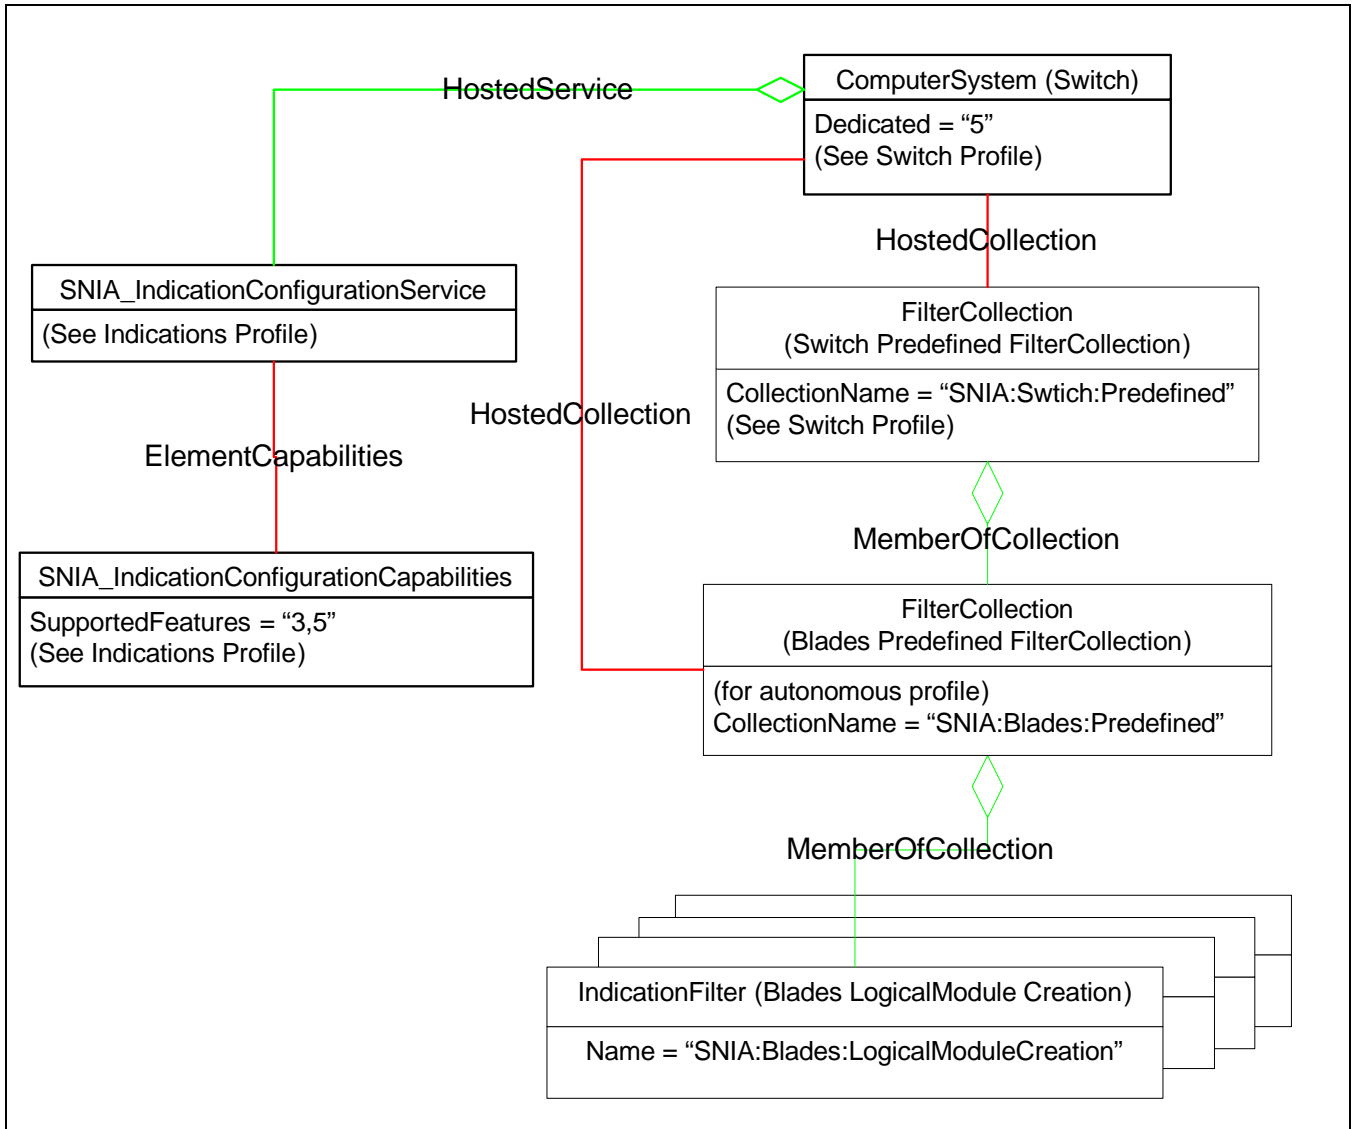 HostedService
ComputerSystem (Switch)
Dedicated = “5”
(See Switch Profile)
HostedCollection
SNIA_IndicationConfigurationService
(See Indications Profile)
FilterCollection
(Switch Predefined FilterCollection)
CollectionName = “SNIA:Swtich:Predefined”
(See Switch Profile)
HostedCollection
ElementCapabilities
MemberOfCollection
SNIA_IndicationConfigurationCapabilities
SupportedFeatures = “3,5”
(See Indications Profile)
FilterCollection
(Blades Predefined FilterCollection)
(for autonomous profile)
CollectionName = “SNIA:Blades:Predefined”
MemberOfCollection
IndicationFilter (Blades LogicalModule Creation)
Name = “SNIA:Blades:LogicalModuleCreation”